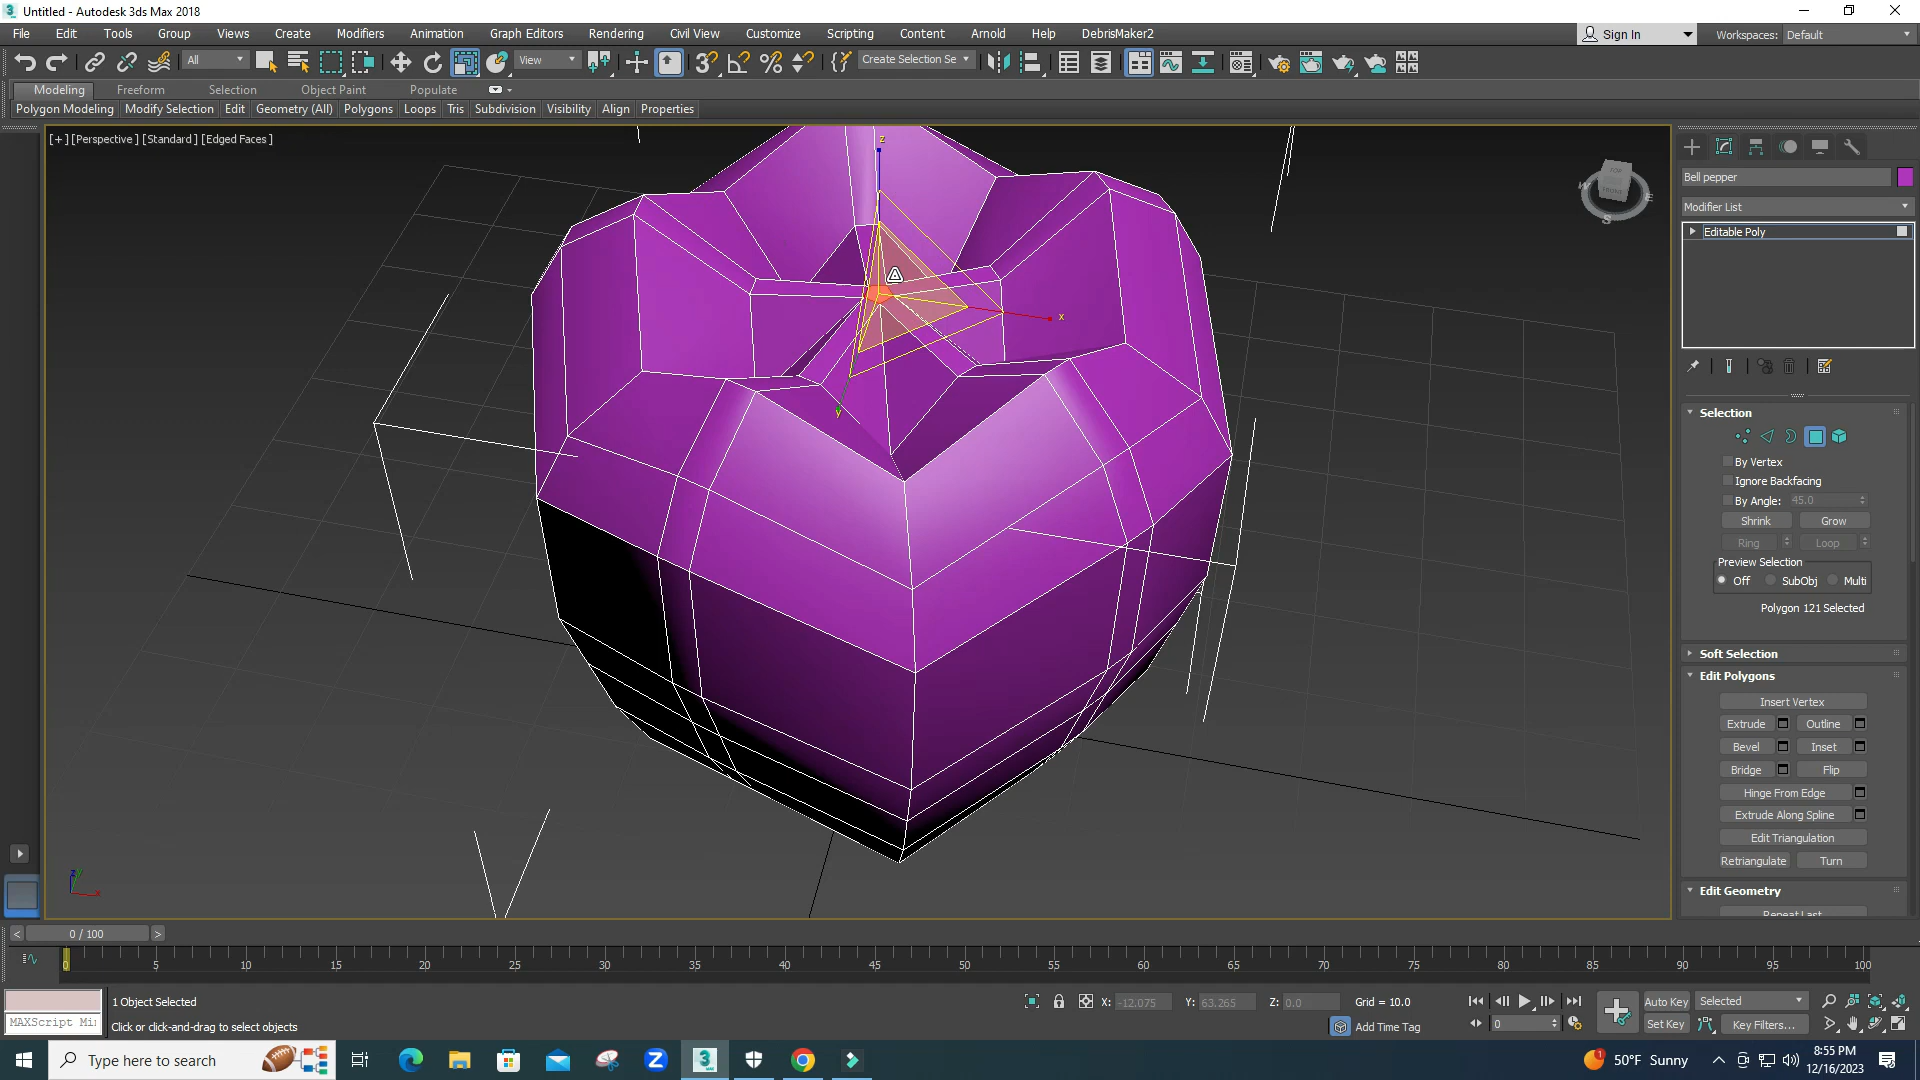 Untitled - Autodesk 3ds Max 2018
File Edit Tools Group Views Create Modifiers Animation Graph Editors Rendering Civil View Customize Scripting Content Arnold Help DebrisMaker2 Sign In Workspaces: Default
All View Create Selection Se
Modeling Freeform Selection Object Paint Populate
Polygon Modeling Modify Selection Edit Geometry (All) Polygons Loops Tris Subdivision Visibility Align Properties
[+] [Perspective] [Standard] [Edged Faces]
z
x
y
TOP
FRONT
W E S
Bell pepper
Modifier List
Editable Poly
Selection
By Vertex
Ignore Backfacing
By Angle: 45.0
Shrink Grow
Ring Loop
Preview Selection
Off SubObj Multi
Polygon 121 Selected
Soft Selection
Edit Polygons
Insert Vertex
Extrude Outline
Bevel Inset
Bridge Flip
Hinge From Edge
Extrude Along Spline
Edit Triangulation
Retriangulate Turn
Edit Geometry
Repeat Last
< 0 / 100 >
0 5 10 15 20 25 30 35 40 45 50 55 60 65 70 75 80 85 90 95 100
1 Object Selected X: -12.075 Y: 63.265 Z: 0.0 Grid = 10.0 Auto Key Selected
MAXScript Mi Click or click-and-drag to select objects Add Time Tag 0 Set Key Key Filters...
Type here to search
50°F Sunny
8:55 PM
12/16/2023